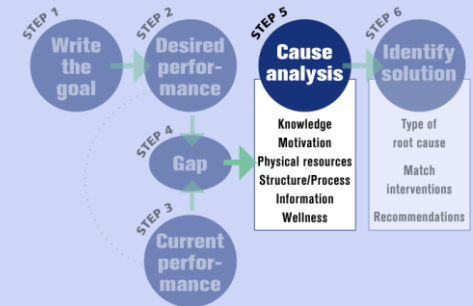 STEP 1
Write
the
goal
STEP 2
Desired
perfor-
mance
STEP 4
Gap
STEP 3
Current
perfor-
mance
STEP 5
Cause
analysis
Knowledge
Motivation
Physical resources
Structure/Process
Information
Wellness
STEP 6
Identify
solution
Type of
root cause
Match
interventions
Recommendations